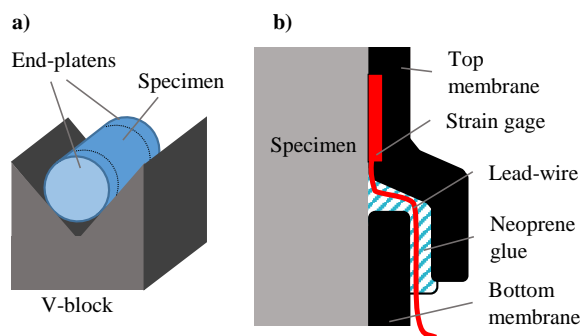 a)
End-platens
Specimen
V-block
b)
Top
membrane
Specimen
Strain gage
Lead-wire
Neoprene
glue
Bottom
membrane